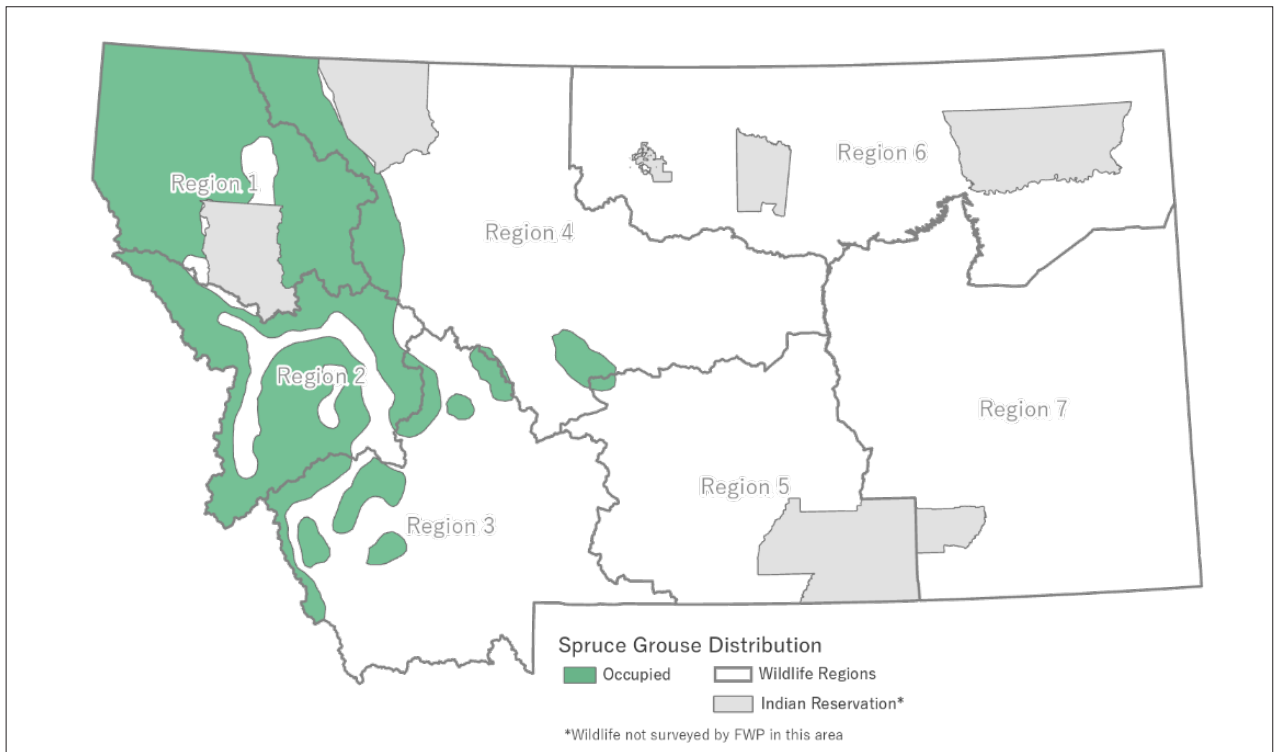 Region 1
Region 6
Region 4
Region 2
Region 7
Region 5
Region 3
Spruce Grouse Distribution
Occupied
Wildlife Regions
Indian Reservation*
*Wildlife not surveyed by FWP in this area